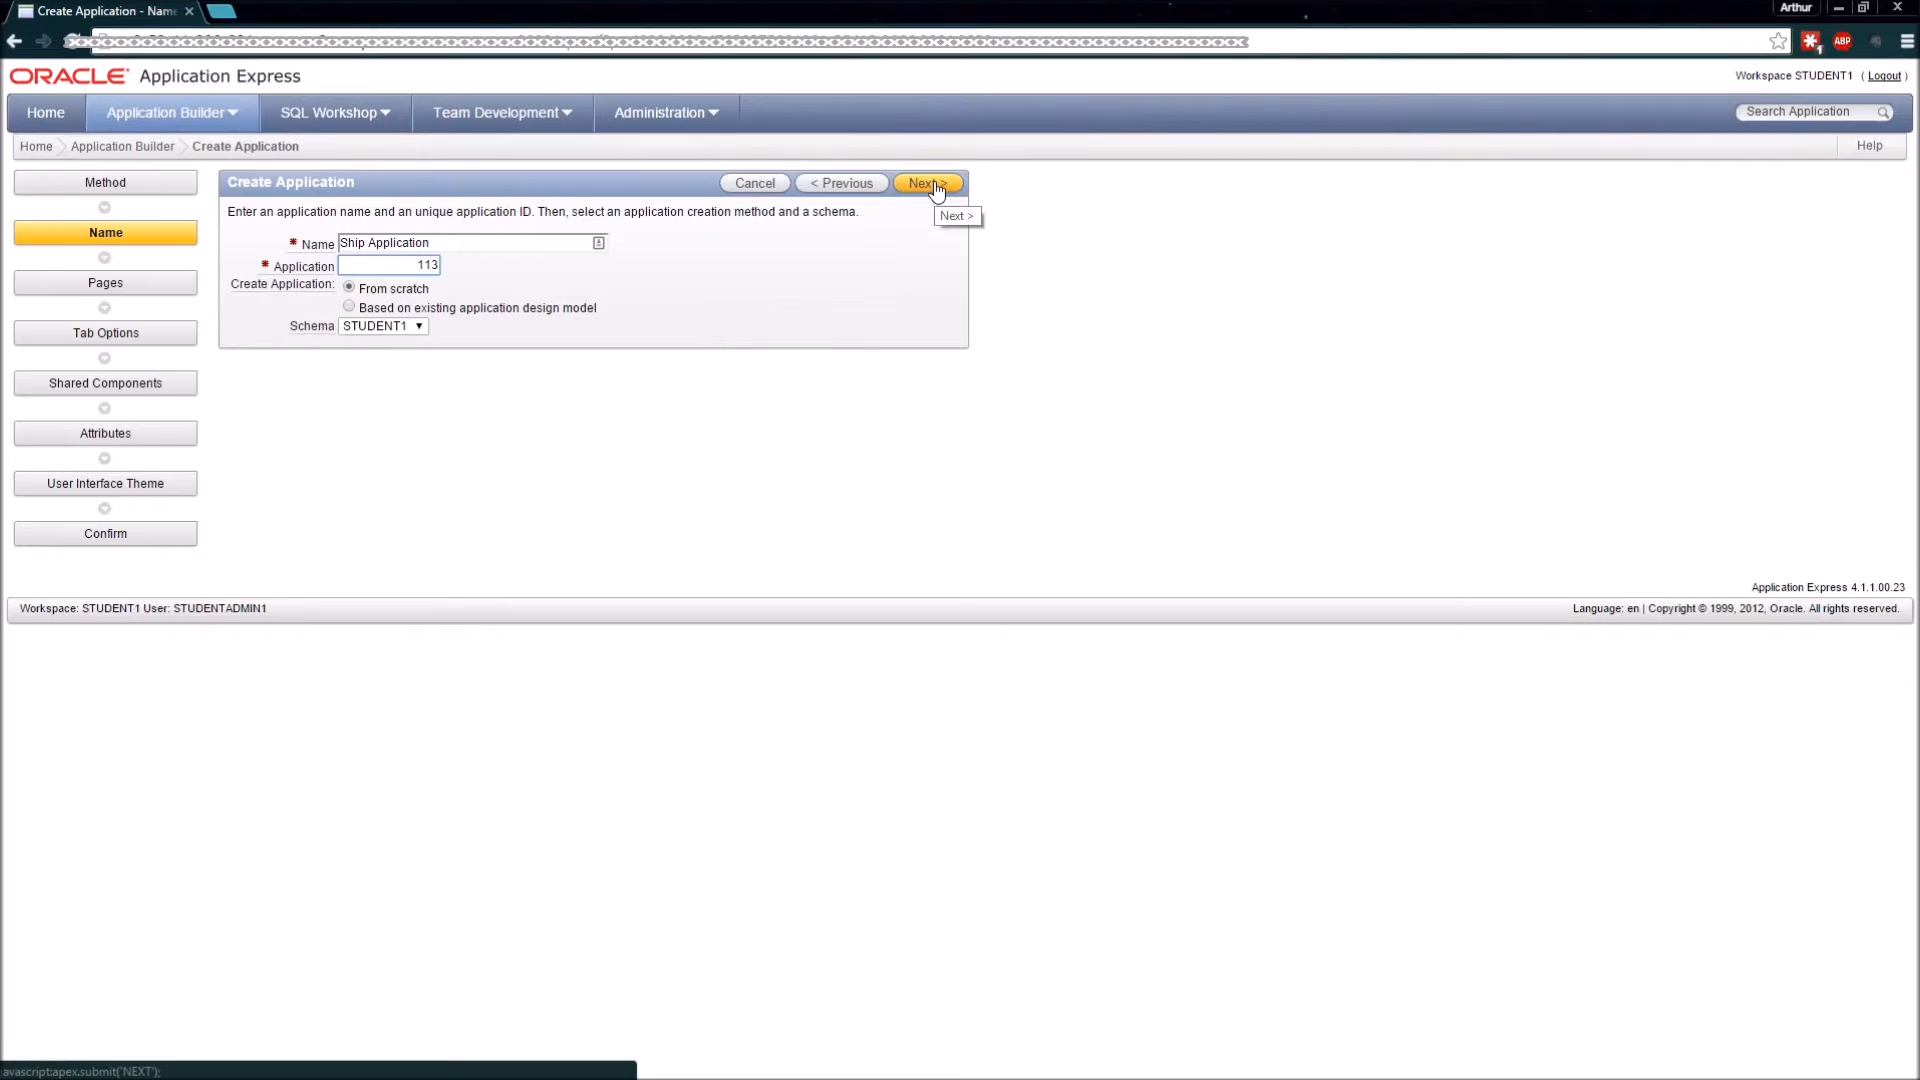 Create Application - Nam
Arthur
ABP
ORACLE Application Express
Workspace STUDENT1 ( Logout )
Home Application Builder SQL Workshop Team Development Administration
Search Application
Home Application Builder Create Application
Help
Method
Name
Pages
Tab Options
Shared Components
Attributes
User Interface Theme
Confirm
Create Application
Cancel < Previous Next >
Enter an application name and an unique application ID. Then, select an application creation method and a schema.
Next >
* Name Ship Application
* Application 113
Create Application: From scratch
Based on existing application design model
Schema STUDENT1
Application Express 4.1.1.00.23
Workspace: STUDENT1 User: STUDENTADMIN1
Language: en | Copyright © 1999, 2012, Oracle. All rights reserved.
avascript:apex.submit('NEXT');